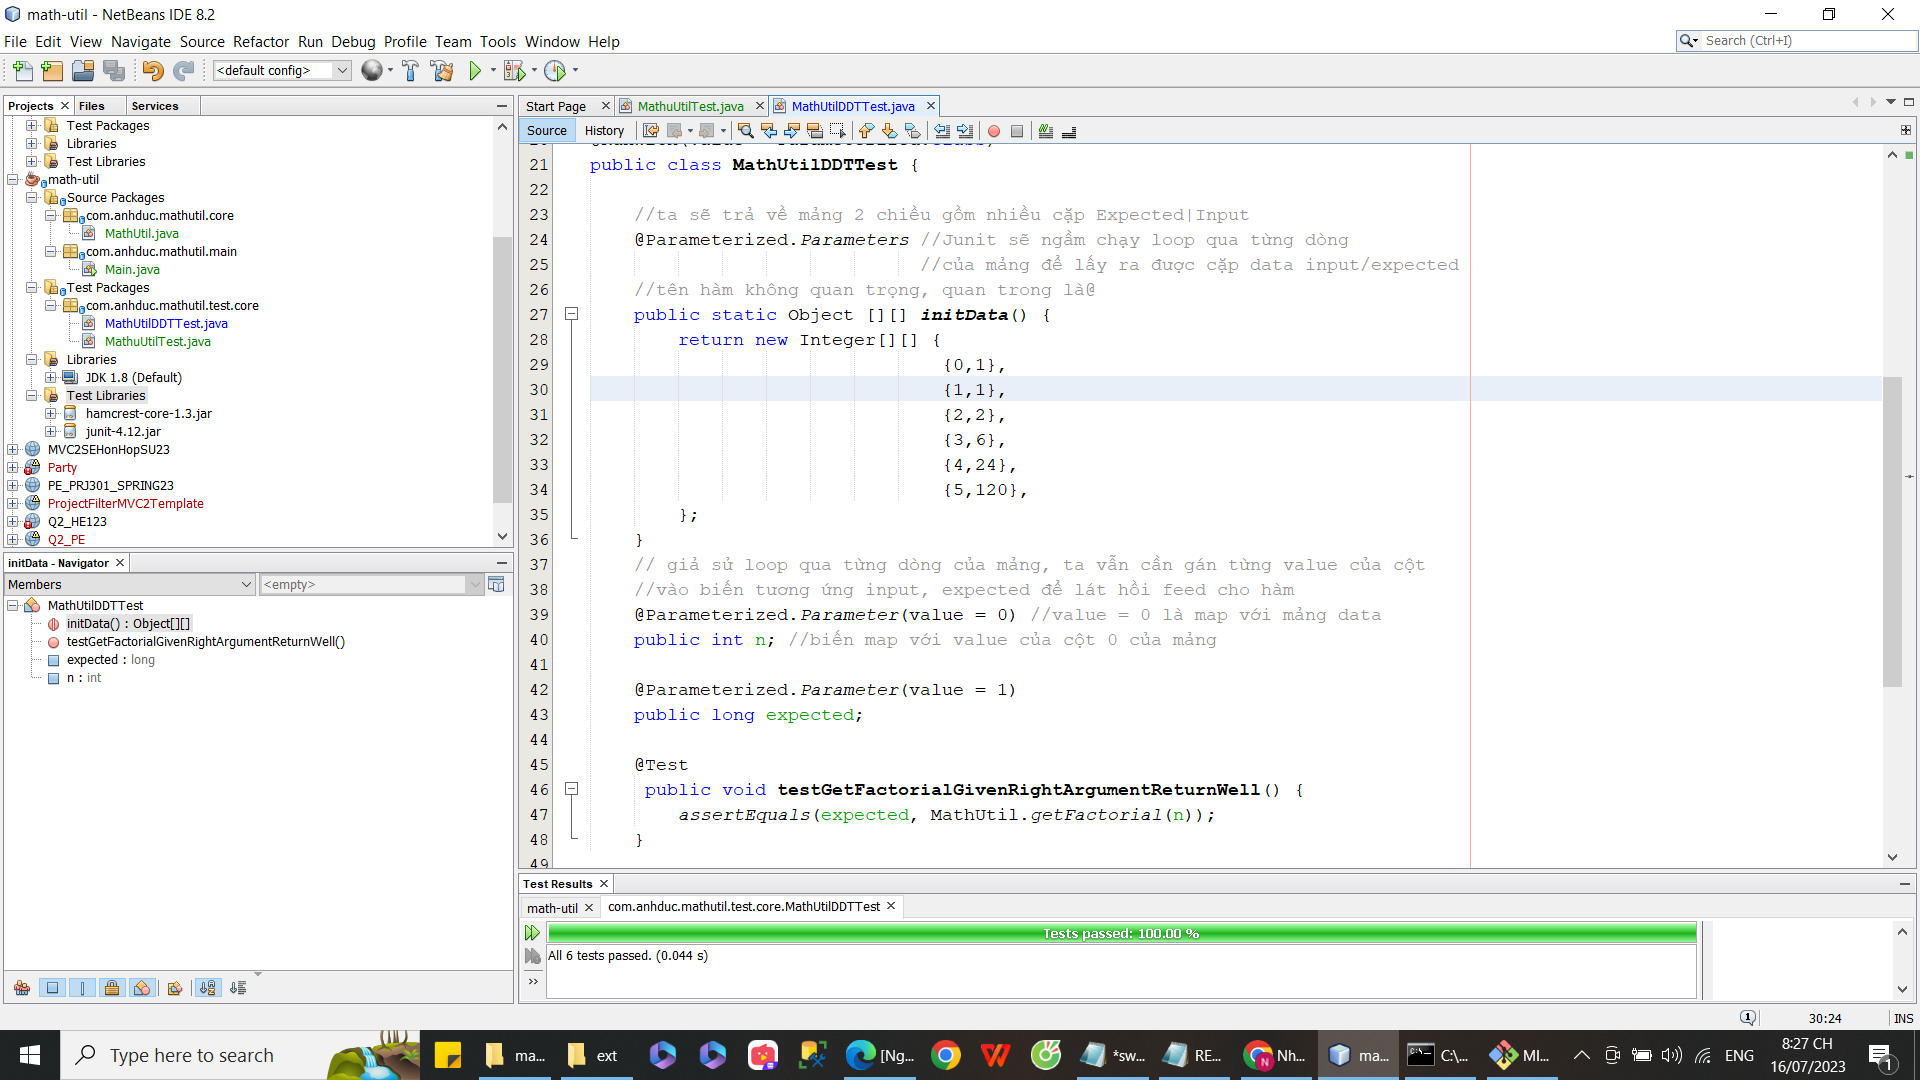 math-util - NetBeans IDE 8.2
File Edit View Navigate Source Refactor Run Debug Profile Team Tools Window Help
Search (Ctrl+I)
<default config>
Projects Files Services
Test Packages
Libraries
Test Libraries
math-util
Source Packages
com.anhduc.mathutil.core
MathUtil.java
com.anhduc.mathutil.main
Main.java
Test Packages
com.anhduc.mathutil.test.core
MathUtilDDTTest.java
MathuUtilTest.java
Libraries
JDK 1.8 (Default)
Test Libraries
hamcrest-core-1.3.jar
junit-4.12.jar
MVC2SEHonHopSU23
Party
PE_PRJ301_SPRING23
ProjectFilterMVC2Template
Q2_HE123
Q2_PE
initData - Navigator
Members <empty>
MathUtilDDTTest
initData() : Object[][]
testGetFactorialGivenRightArgumentReturnWell()
expected : long
n : int
Start Page MathuUtilTest.java MathUtilDDTTest.java
Source History
21 public class MathUtilDDTTest {
22
23 //ta sẽ trả về mảng 2 chiều gồm nhiều cặp Expected|Input
24 @Parameterized.Parameters //Junit sẽ ngầm chạy loop qua từng dòng
25 //của mảng để lấy ra được cặp data input/expected
26 //tên hàm không quan trọng, quan trong là@
27 public static Object [][] initData() {
28 return new Integer[][] {
29 {0,1},
30 {1,1},
31 {2,2},
32 {3,6},
33 {4,24},
34 {5,120},
35 };
36 }
37 // giả sử loop qua từng dòng của mảng, ta vẫn cần gán từng value của cột
38 //vào biến tương ứng input, expected để lát hồi feed cho hàm
39 @Parameterized.Parameter(value = 0) //value = 0 là map với mảng data
40 public int n; //biến map với value của cột 0 của mảng
41
42 @Parameterized.Parameter(value = 1)
43 public long expected;
44
45 @Test
46 public void testGetFactorialGivenRightArgumentReturnWell() {
47 assertEquals(expected, MathUtil.getFactorial(n));
48 }
49
Test Results
math-util com.anhduc.mathutil.test.core.MathUtilDDTTest
Tests passed: 100.00 %
All 6 tests passed. (0.044 s)
30:24 INS
Type here to search
ma... ext [Ng... *sw... RE... Nh... ma... C:\... MI...
ENG
8:27 CH
16/07/2023
1